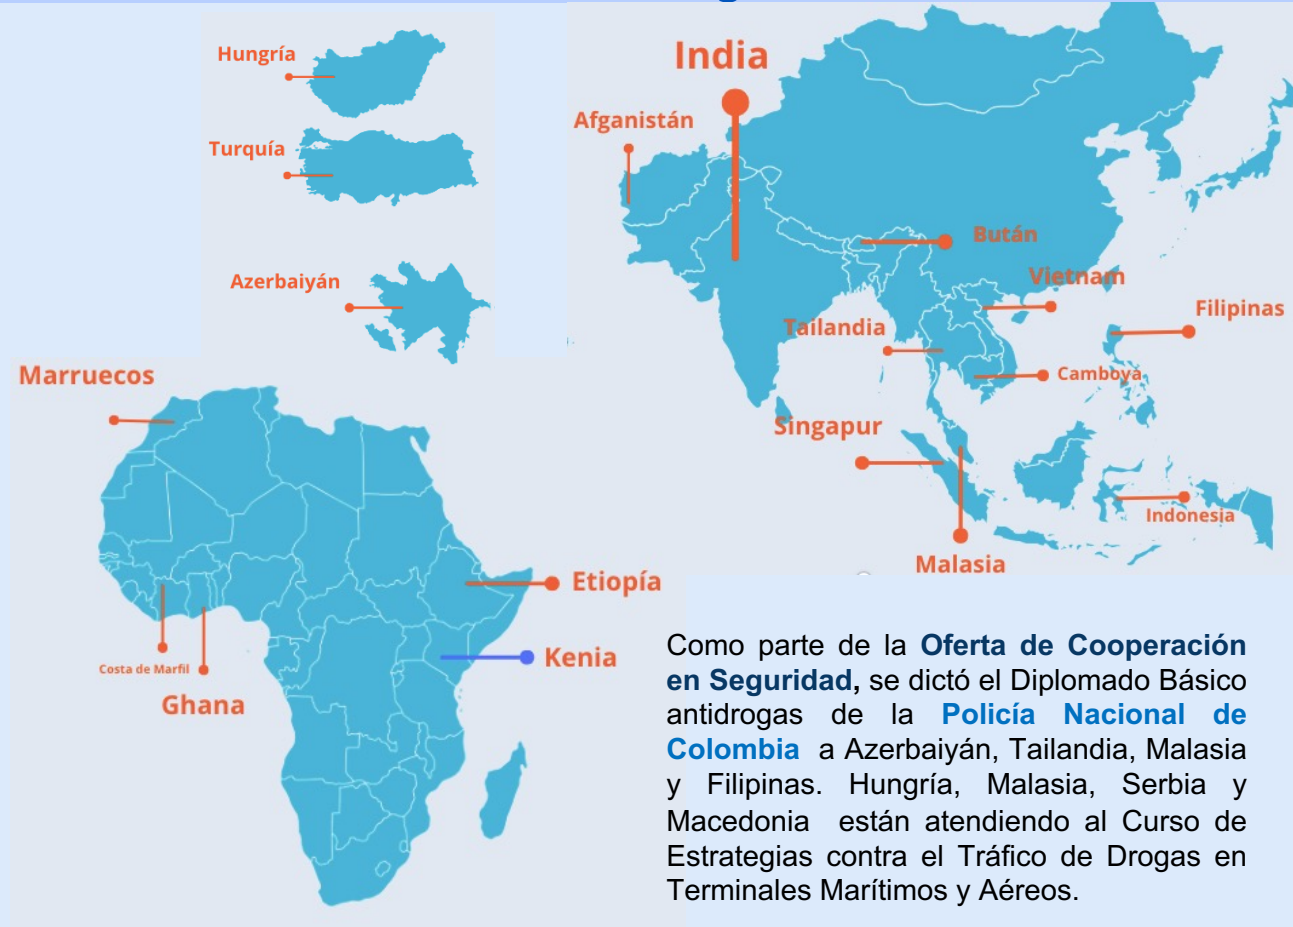 Hungría
Turquía
Azerbaiyán
India
Afganistán
Bután
Vietnam
Filipinas
Tailandia
Camboya
Singapur
Indonesia
Malasia
Marruecos
Etiopía
Kenia
Costa de Marfil
Ghana
Como parte de la Oferta de Cooperación
en Seguridad, se dictó el Diplomado Básico
antidrogas de la Policía Nacional de
Colombia a Azerbaiyán, Tailandia, Malasia
y Filipinas. Hungría, Malasia, Serbia y
Macedonia están atendiendo al Curso de
Estrategias contra el Tráfico de Drogas en
Terminales Marítimos y Aéreos.